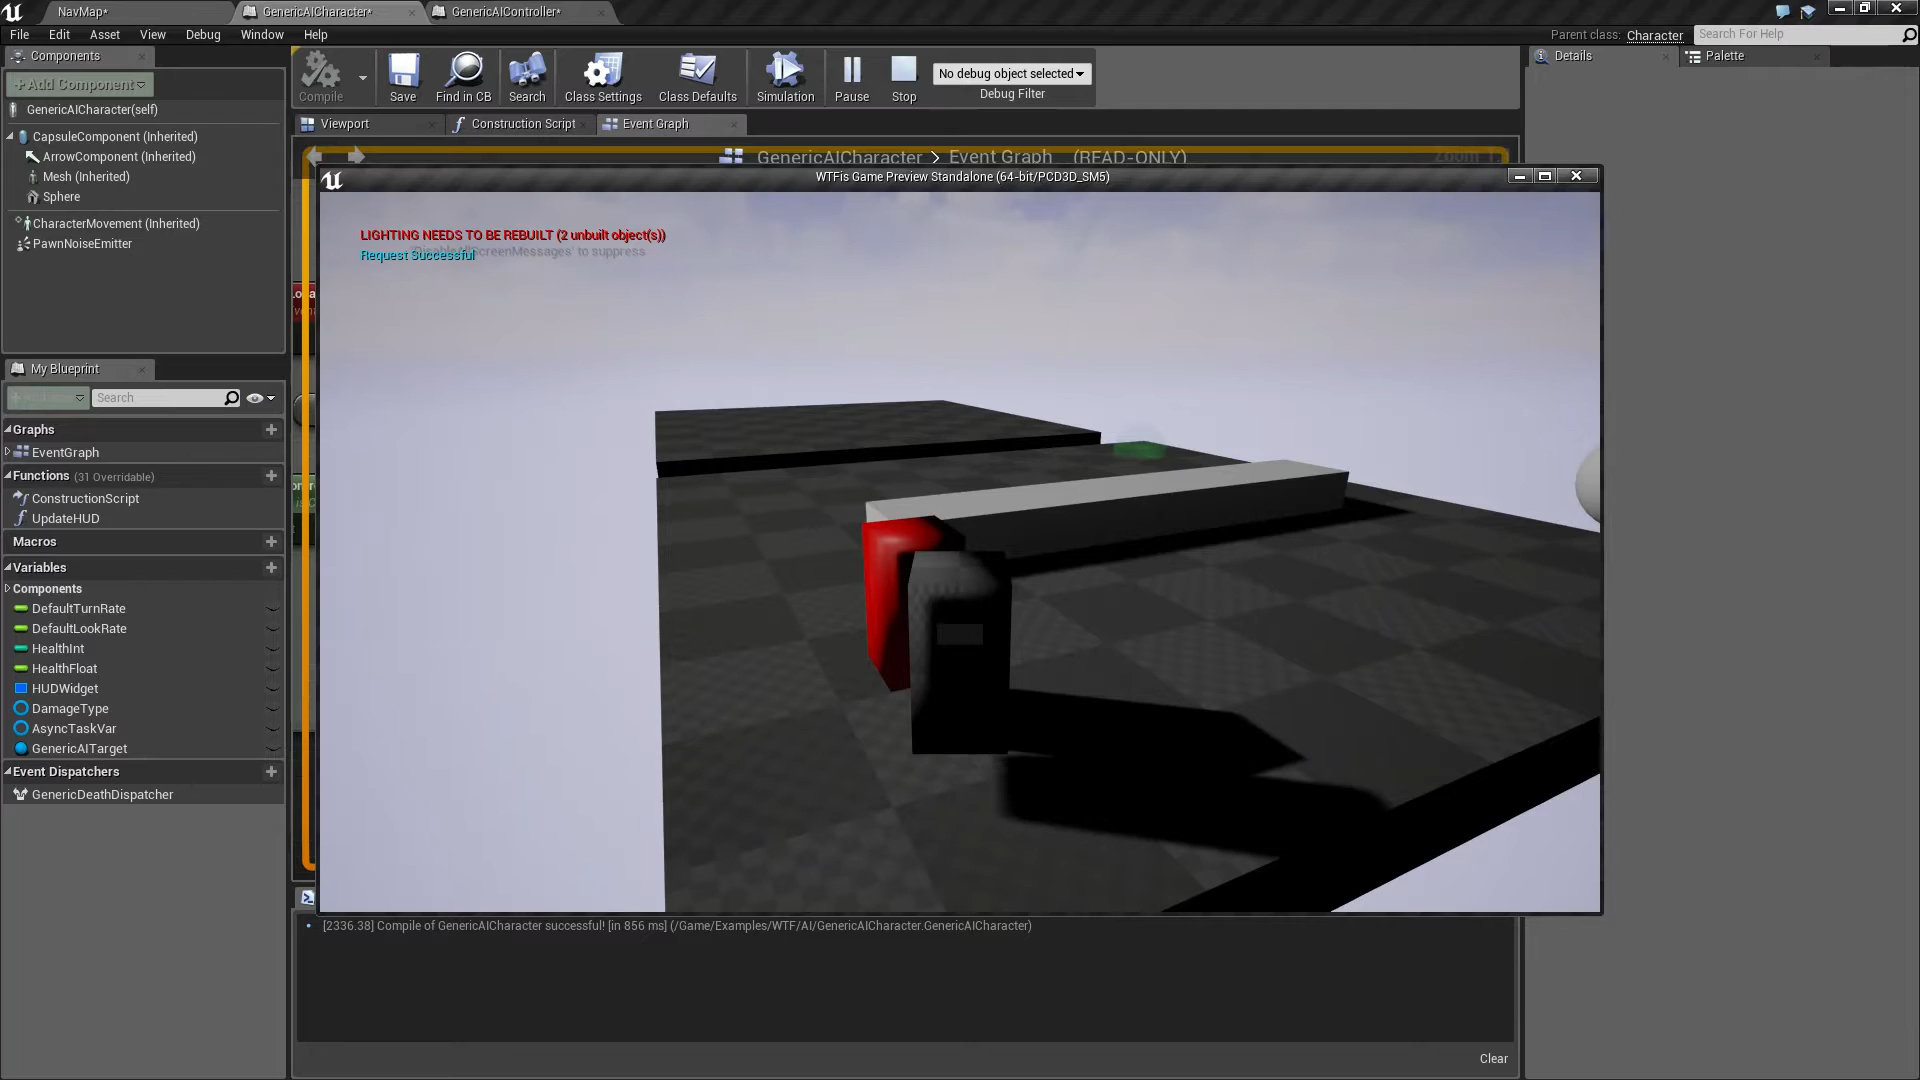 NavMap*
GenericAICharacter*
GenericAIController*
File Edit Asset View Debug Window Help
Parent class: Character
Search For Help
Components
Details
Palette
Add Component
Compile
Save
Find in CB
Search
Class Settings
Class Defaults
Simulation
Pause
Stop
No debug object selected
Debug Filter
GenericAICharacter(self)
CapsuleComponent (Inherited)
ArrowComponent (Inherited)
Mesh (Inherited)
Sphere
CharacterMovement (Inherited)
PawnNoiseEmitter
Viewport
Construction Script
Event Graph
GenericAICharacter > Event Graph (READ-ONLY)
Zoom 1:1
WTFis Game Preview Standalone (64-bit/PCD3D_SM5)
LIGHTING NEEDS TO BE REBUILT (2 unbuilt object(s))
Request Successful
ScreenMessages' to suppress
My Blueprint
Search
Graphs
EventGraph
Functions (31 Overridable)
ConstructionScript
UpdateHUD
Macros
Variables
Components
DefaultTurnRate
DefaultLookRate
HealthInt
HealthFloat
HUDWidget
DamageType
AsyncTaskVar
GenericAITarget
Event Dispatchers
GenericDeathDispatcher
[2336.38] Compile of GenericAICharacter successful! [in 856 ms] (/Game/Examples/WTF/AI/GenericAICharacter.GenericAICharacter)
Clear